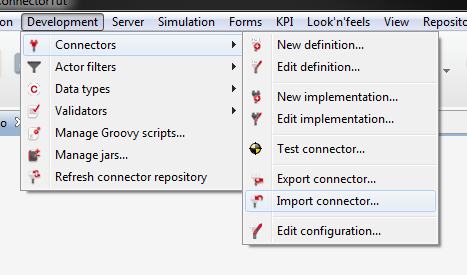 Development Server Simulation Forms KPI Look'n'feels View
Connectors
Actor filters
Data types
Validators
Manage Groovy scripts...
Manage jars...
Refresh connector repository
New definition...
Edit definition...
New implementation...
Edit implementation...
Test connector...
Export connector...
Import connector...
Edit configuration...